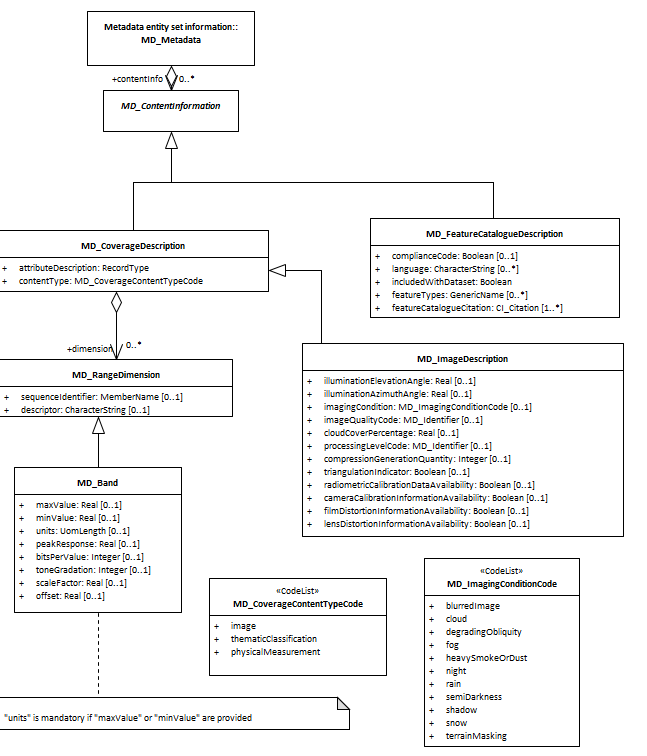 Metadata entity set information::
MD_Metadata
+contentInfo 0..*
MD_ContentInformation
MD_CoverageDescription
+ attributeDescription: RecordType
+ contentType: MD_CoverageContentTypeCode
MD_FeatureCatalogueDescription
+ complianceCode: Boolean [0..1]
+ language: CharacterString [0..*]
+ includedWithDataset: Boolean
+ featureTypes: GenericName [0..*]
+ featureCatalogueCitation: CI_Citation [1..*]
+dimension 0..*
MD_RangeDimension
+ sequenceIdentifier: MemberName [0..1]
+ descriptor: CharacterString [0..1]
MD_ImageDescription
+ illuminationElevationAngle: Real [0..1]
+ illuminationAzimuthAngle: Real [0..1]
+ imagingCondition: MD_ImagingConditionCode [0..1]
+ imageQualityCode: MD_Identifier [0..1]
+ cloudCoverPercentage: Real [0..1]
+ processingLevelCode: MD_Identifier [0..1]
+ compressionGenerationQuantity: Integer [0..1]
+ triangulationIndicator: Boolean [0..1]
+ radiometricCalibrationDataAvailability: Boolean [0..1]
+ cameraCalibrationInformationAvailability: Boolean [0..1]
+ filmDistortionInformationAvailability: Boolean [0..1]
+ lensDistortionInformationAvailability: Boolean [0..1]
MD_Band
+ maxValue: Real [0..1]
+ minValue: Real [0..1]
+ units: UomLength [0..1]
+ peakResponse: Real [0..1]
+ bitsPerValue: Integer [0..1]
+ toneGradation: Integer [0..1]
+ scaleFactor: Real [0..1]
+ offset: Real [0..1]
«CodeList»
MD_CoverageContentTypeCode
+ image
+ thematicClassification
+ physicalMeasurement
«CodeList»
MD_ImagingConditionCode
+ blurredImage
+ cloud
+ degradingObliquity
+ fog
+ heavySmokeOrDust
+ night
+ rain
+ semiDarkness
+ shadow
+ snow
+ terrainMasking
"units" is mandatory if "maxValue" or "minValue" are provided